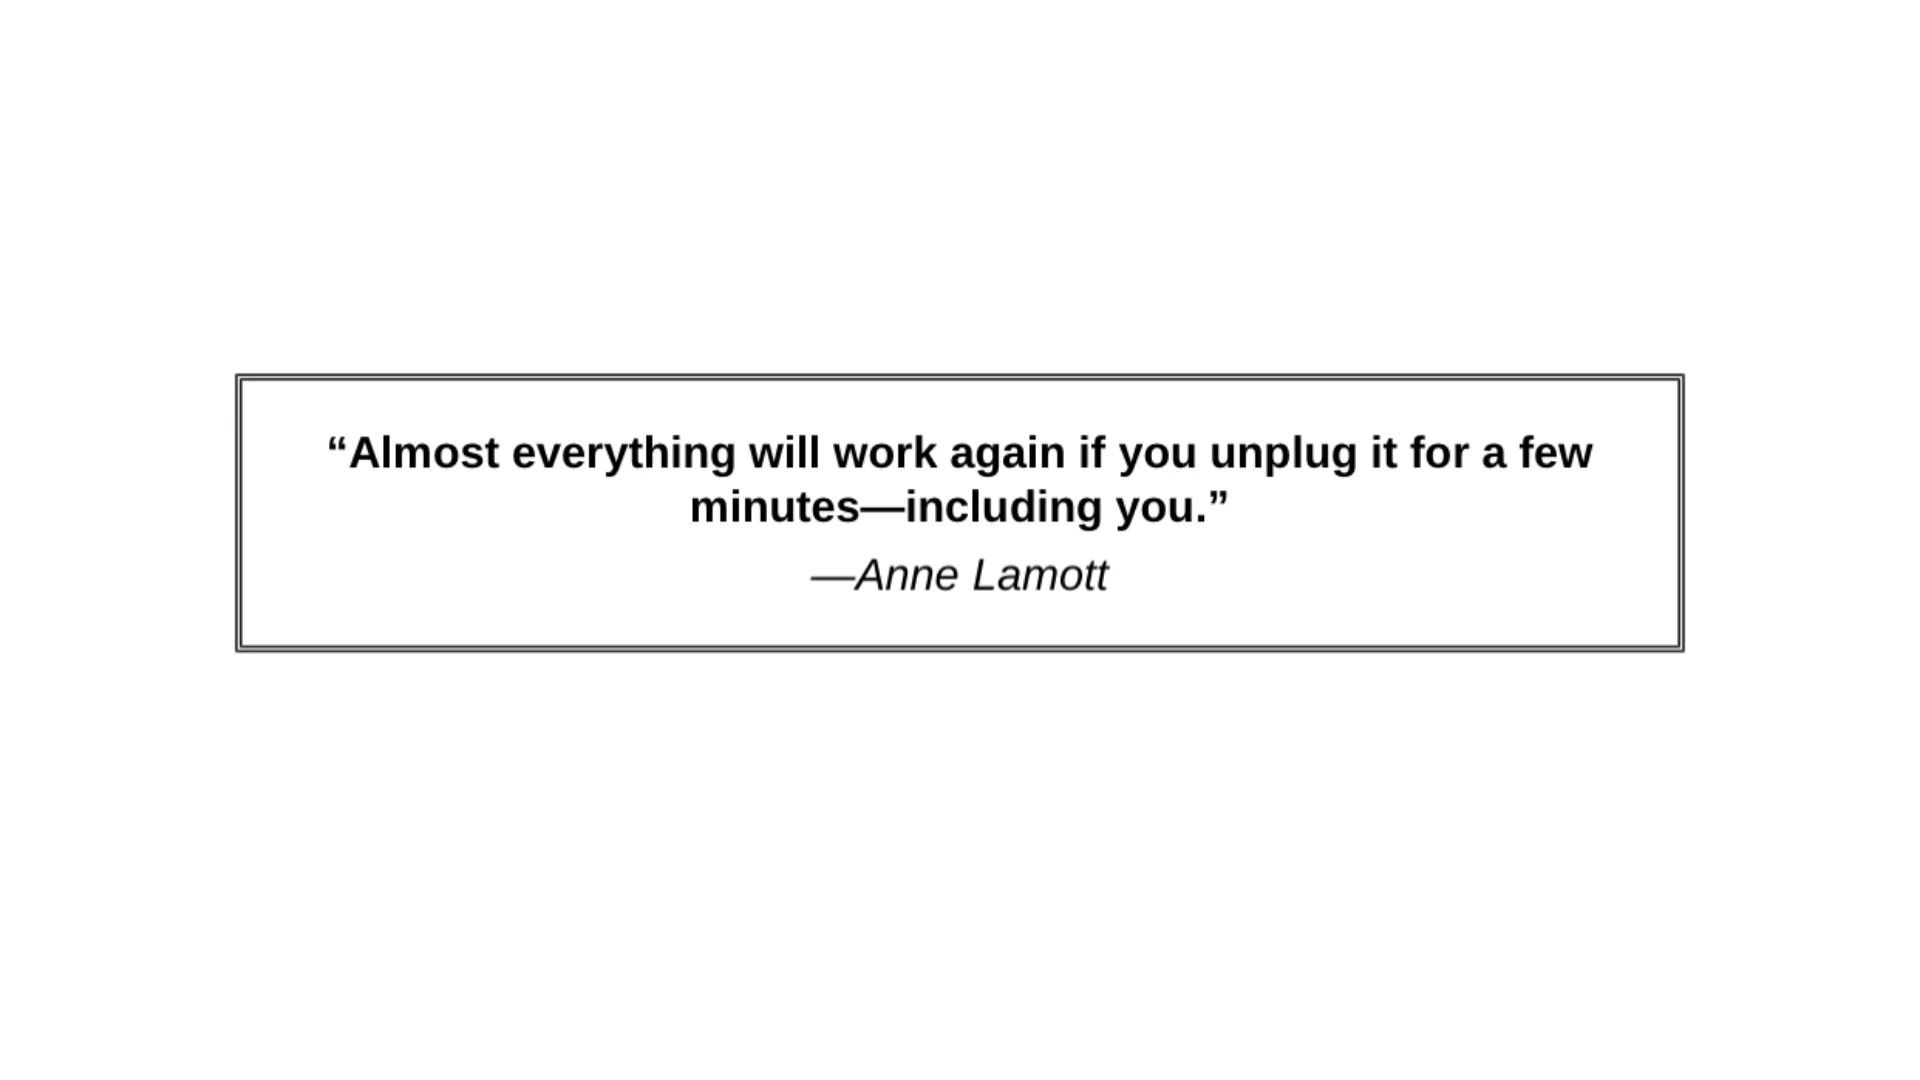 “Almost everything will work again if you unplug it for a few
minutes—including you.”
—Anne Lamott